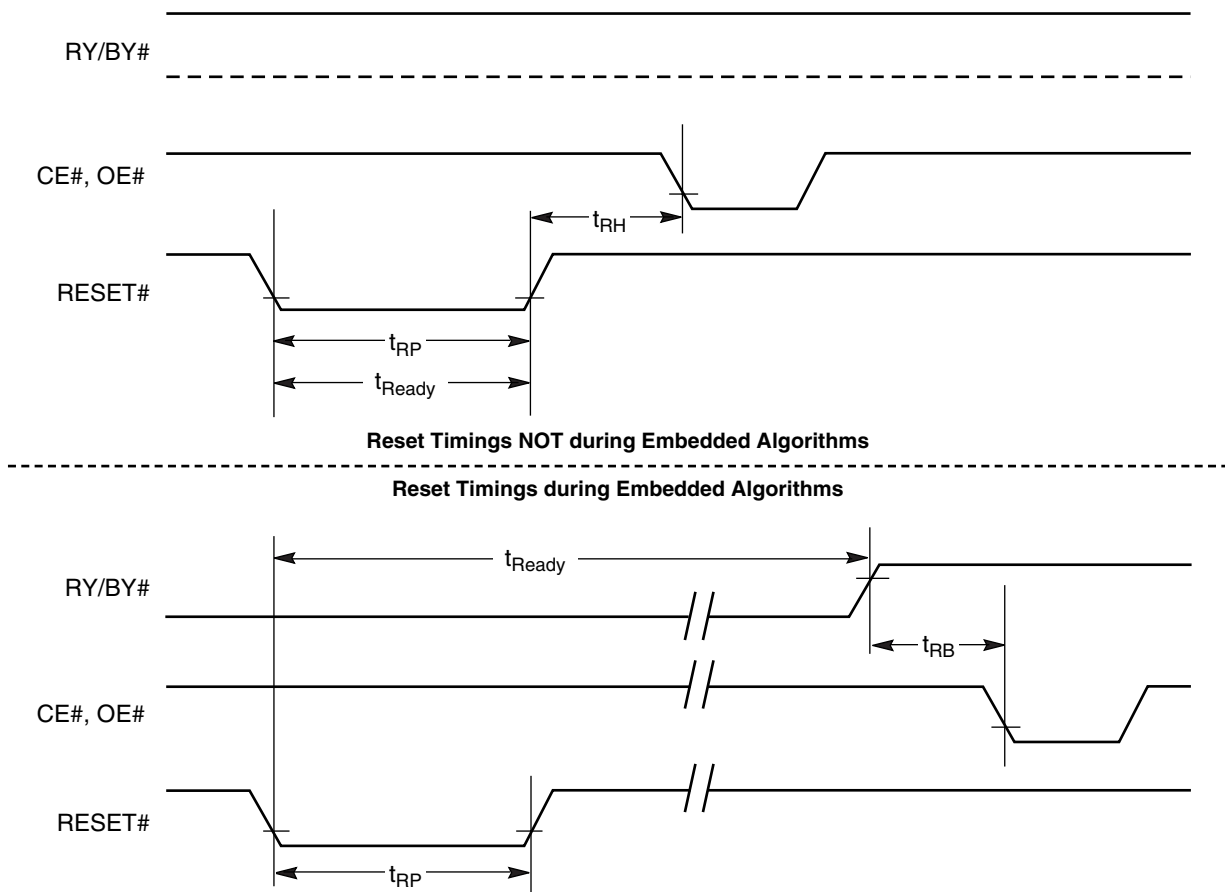 RY/BY#
CE#, OE#
tRH
RESET#
tRP
tReady
Reset Timings NOT during Embedded Algorithms
Reset Timings during Embedded Algorithms
tReady
RY/BY#
tRB
CE#, OE#
RESET#
tRP